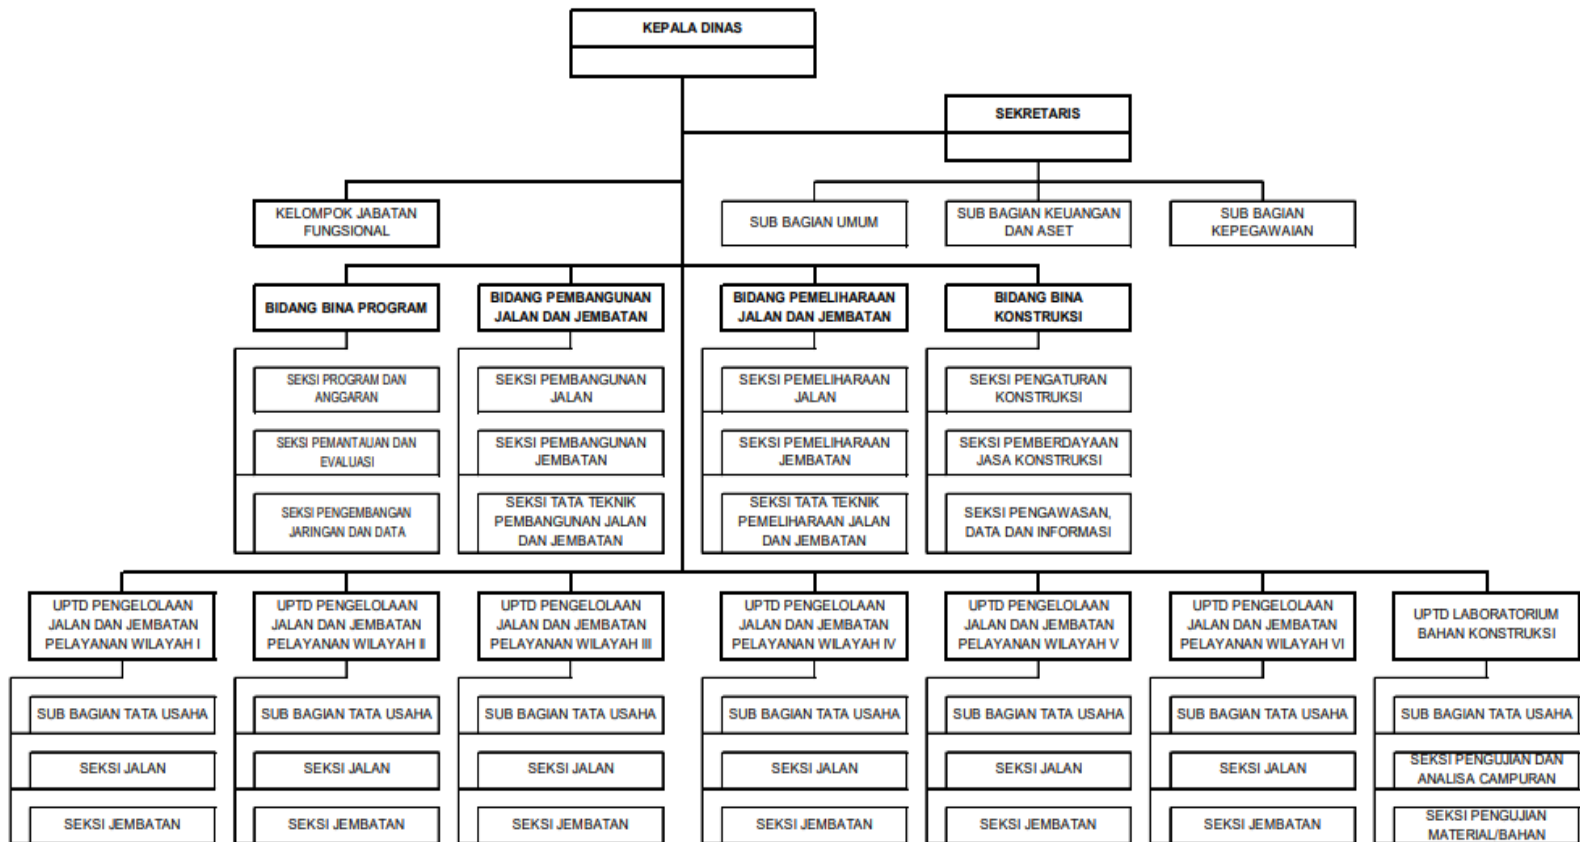 KEPALA DINAS
SEKRETARIS
KELOMPOK JABATAN
FUNGSIONAL
SUB BAGIAN UMUM
SUB BAGIAN KEUANGAN
DAN ASET
SUB BAGIAN
KEPEGAWAIAN
BIDANG BINA PROGRAM
BIDANG PEMBANGUNAN
JALAN DAN JEMBATAN
BIDANG PEMELIHARAAN
JALAN DAN JEMBATAN
BIDANG BINA
KONSTRUKSI
SEKSI PROGRAM DAN
ANGGARAN
SEKSI PEMBANGUNAN
JALAN
SEKSI PEMELIHARAAN
JALAN
SEKSI PENGATURAN
KONSTRUKSI
SEKSI PEMANTAUAN DAN
EVALUASI
SEKSI PEMBANGUNAN
JEMBATAN
SEKSI PEMELIHARAAN
JEMBATAN
SEKSI PEMBERDAYAAN
JASA KONSTRUKSI
SEKSI PENGEMBANGAN
JARINGAN DAN DATA
SEKSI TATA TEKNIK
PEMBANGUNAN JALAN
DAN JEMBATAN
SEKSI TATA TEKNIK
PEMELIHARAAN JALAN
DAN JEMBATAN
SEKSI PENGAWASAN,
DATA DAN INFORMASI
UPTD PENGELOLAAN
JALAN DAN JEMBATAN
PELAYANAN WILAYAH I
UPTD PENGELOLAAN
JALAN DAN JEMBATAN
PELAYANAN WILAYAH II
UPTD PENGELOLAAN
JALAN DAN JEMBATAN
PELAYANAN WILAYAH III
UPTD PENGELOLAAN
JALAN DAN JEMBATAN
PELAYANAN WILAYAH IV
UPTD PENGELOLAAN
JALAN DAN JEMBATAN
PELAYANAN WILAYAH V
UPTD PENGELOLAAN
JALAN DAN JEMBATAN
PELAYANAN WILAYAH VI
UPTD LABORATORIUM
BAHAN KONSTRUKSI
SUB BAGIAN TATA USAHA
SUB BAGIAN TATA USAHA
SUB BAGIAN TATA USAHA
SUB BAGIAN TATA USAHA
SUB BAGIAN TATA USAHA
SUB BAGIAN TATA USAHA
SUB BAGIAN TATA USAHA
SEKSI JALAN
SEKSI JALAN
SEKSI JALAN
SEKSI JALAN
SEKSI JALAN
SEKSI JALAN
SEKSI PENGUJIAN DAN
ANALISA CAMPURAN
SEKSI JEMBATAN
SEKSI JEMBATAN
SEKSI JEMBATAN
SEKSI JEMBATAN
SEKSI JEMBATAN
SEKSI JEMBATAN
SEKSI PENGUJIAN
MATERIAL/BAHAN